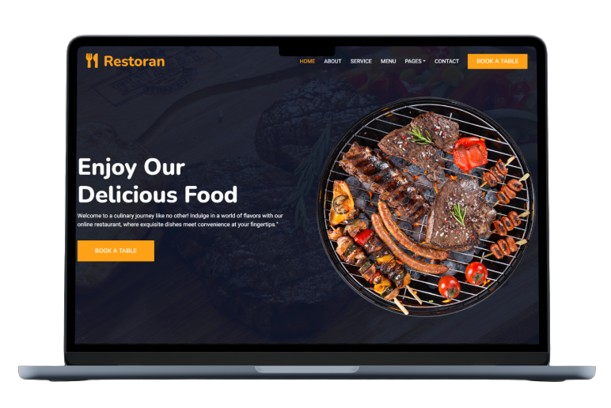 Restoran
HOME ABOUT SERVICE MENU PAGES CONTACT BOOK A TABLE
Enjoy Our
Delicious Food
Welcome to a culinary journey like no other! Indulge in a world of flavors with our
online restaurant, where exquisite dishes meet convenience at your fingertips."
BOOK A TABLE